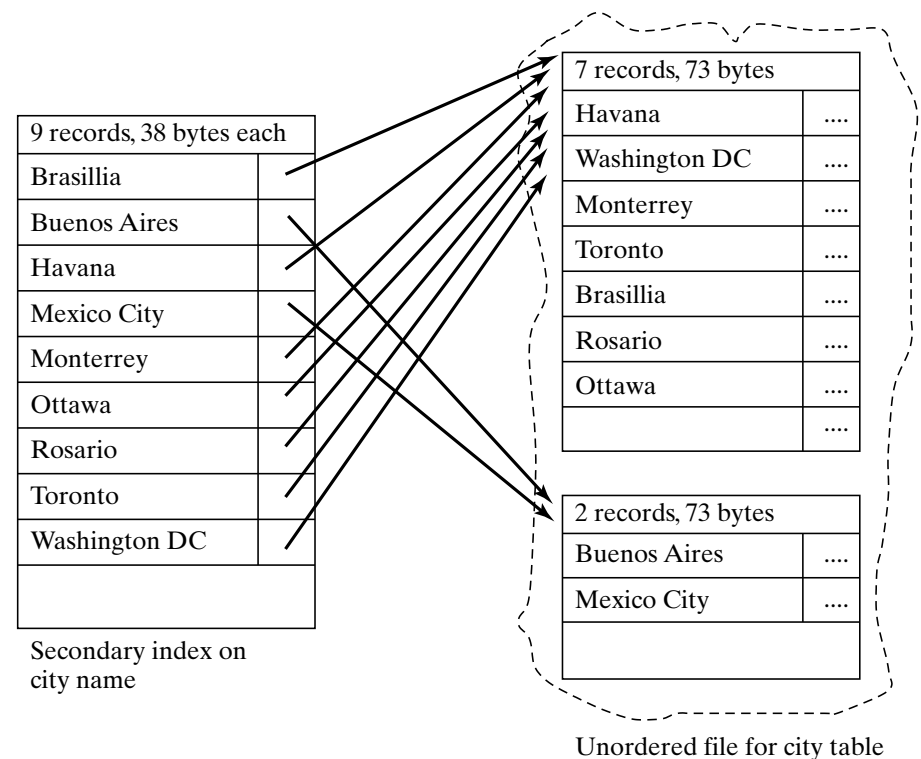 9 records, 38 bytes each
Brasillia
Buenos Aires
Havana
Mexico City
Monterrey
Ottawa
Rosario
Toronto
Washington DC
Secondary index on
city name
7 records, 73 bytes
Havana ....
Washington DC ....
Monterrey ....
Toronto ....
Brasillia ....
Rosario ....
Ottawa ....
....
2 records, 73 bytes
Buenos Aires ....
Mexico City ....
Unordered file for city table